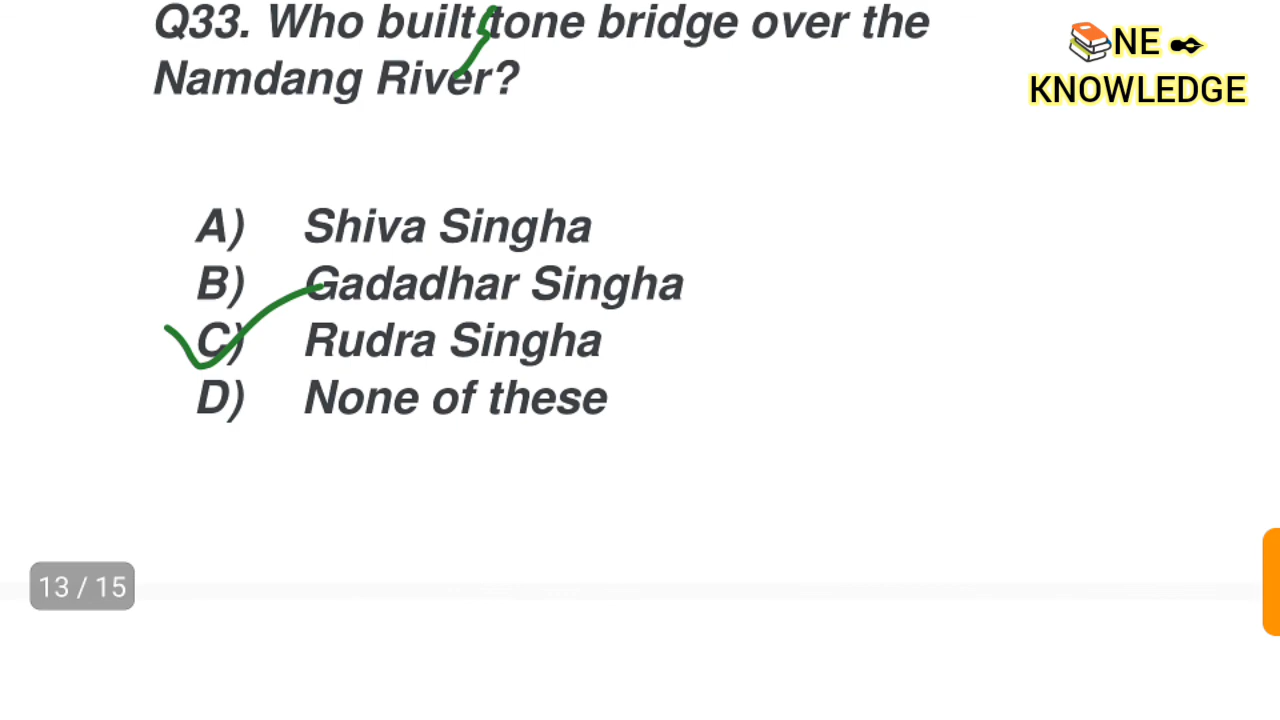 Q33. Who built tone bridge over the
Namdang River?
NE
KNOWLEDGE
A) Shiva Singha
B) Gadadhar Singha
C) Rudra Singha
D) None of these
13 / 15